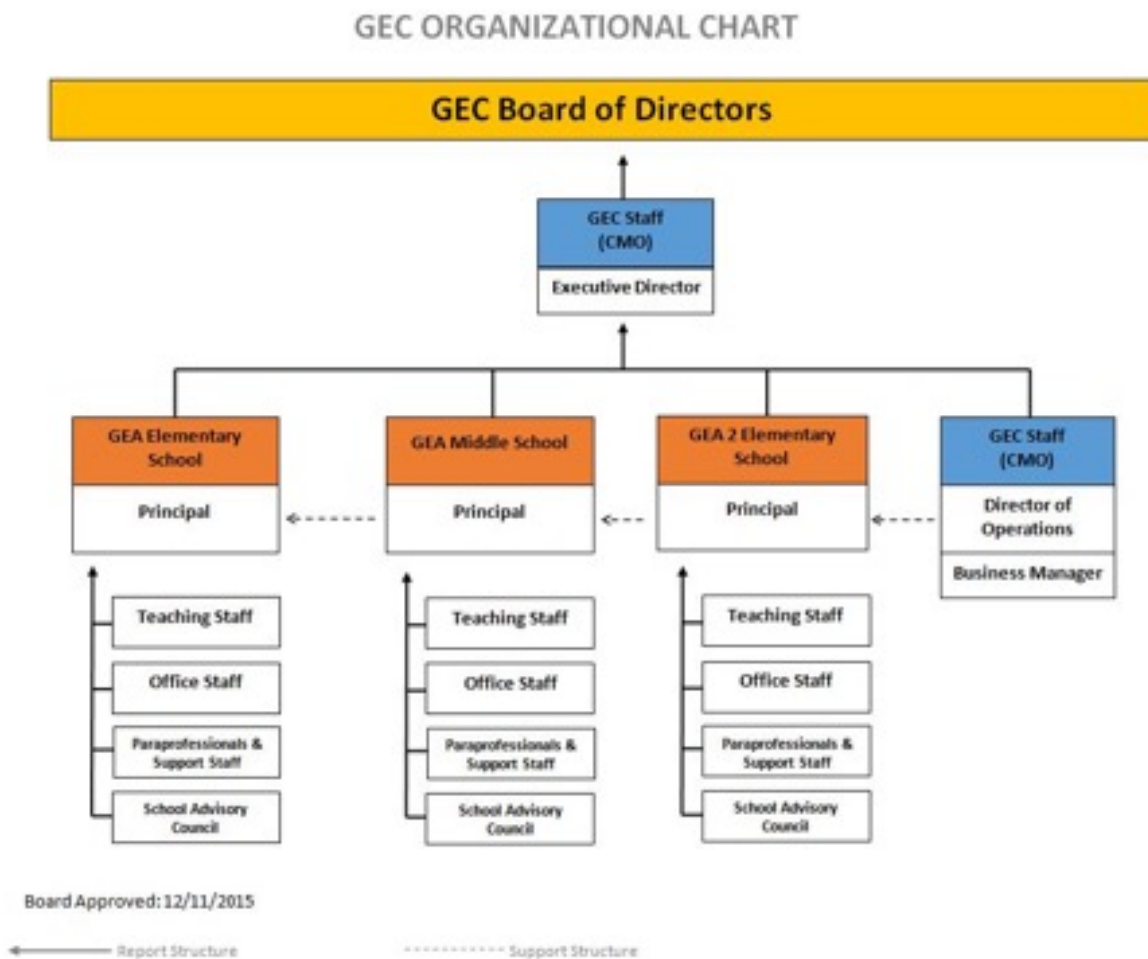 GEC ORGANIZATIONAL CHART
GEC Board of Directors
GEC Staff
(CMO)
Executive Director
GEA Elementary
School
Principal
GEA Middle School
Principal
GEA 2 Elementary
School
Principal
GEC Staff
(CMO)
Director of
Operations
Business Manager
Teaching Staff
Office Staff
Paraprofessionals &
Support Staff
School Advisory
Council
Teaching Staff
Office Staff
Paraprofessionals &
Support Staff
School Advisory
Council
Teaching Staff
Office Staff
Paraprofessionals &
Support Staff
School Advisory
Council
Board Approved: 12/11/2015
Report Structure
Support Structure